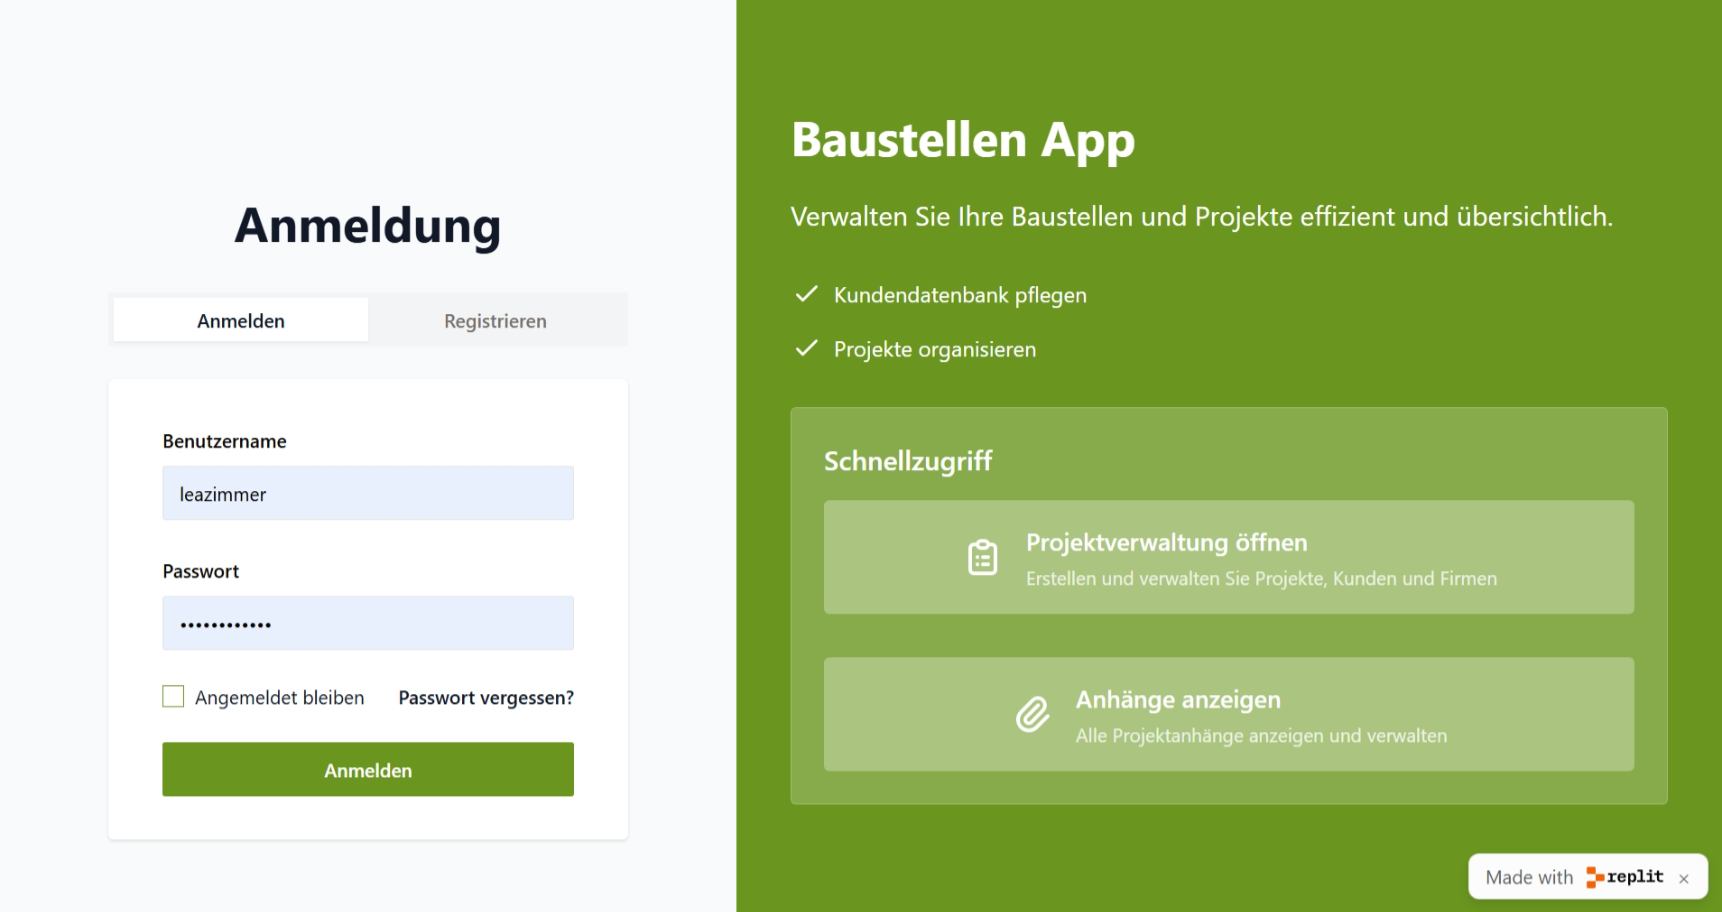 Anmeldung
Anmelden
Registrieren
Benutzername
leazimmer
Passwort
••••••••••••
Angemeldet bleiben
Passwort vergessen?
Anmelden
Baustellen App
Verwalten Sie Ihre Baustellen und Projekte effizient und übersichtlich.
Kundendatenbank pflegen
Projekte organisieren
Schnellzugriff
Projektverwaltung öffnen
Erstellen und verwalten Sie Projekte, Kunden und Firmen
Anhänge anzeigen
Alle Projektanhänge anzeigen und verwalten
Made with replit ×